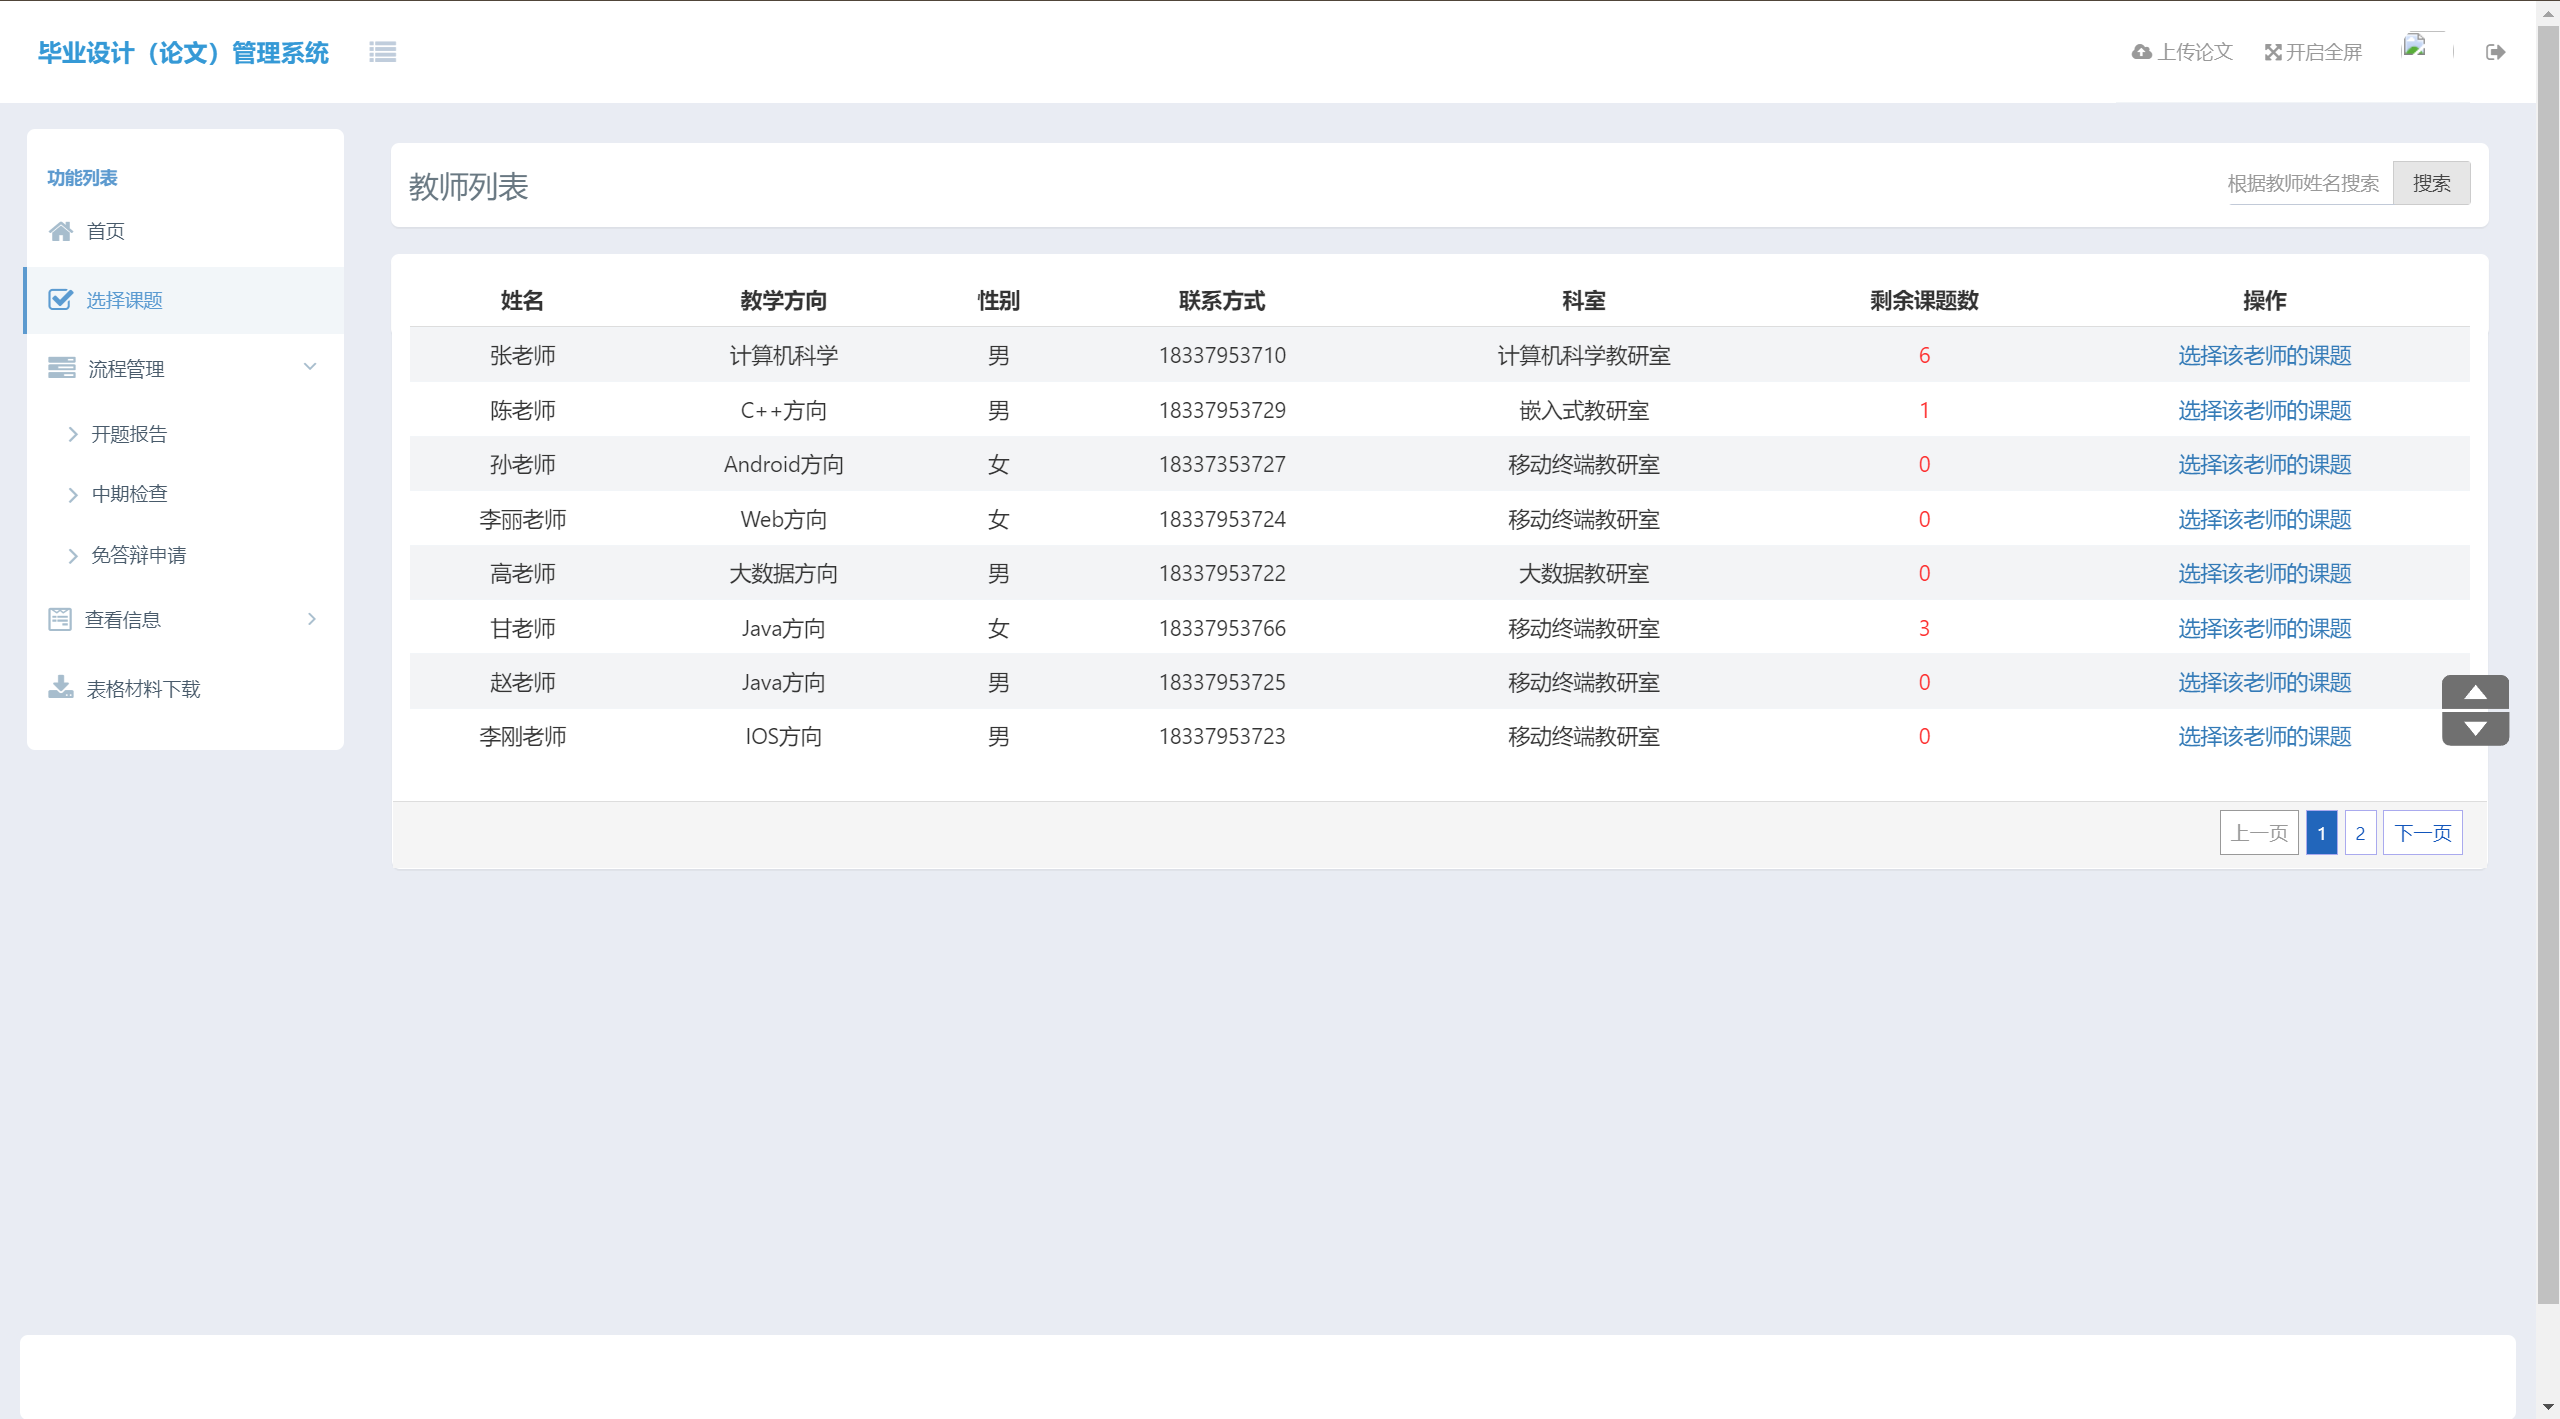 毕业设计（论文）管理系统
上传论文 开启全屏
功能列表
首页
选择课题
流程管理
开题报告
中期检查
免答辩申请
查看信息
表格材料下载
教师列表
根据教师姓名搜索 搜索
姓名 教学方向 性别 联系方式 科室 剩余课题数 操作
张老师 计算机科学 男 18337953710 计算机科学教研室 6 选择该老师的课题
陈老师 C++方向 男 18337953729 嵌入式教研室 1 选择该老师的课题
孙老师 Android方向 女 18337353727 移动终端教研室 0 选择该老师的课题
李丽老师 Web方向 女 18337953724 移动终端教研室 0 选择该老师的课题
高老师 大数据方向 男 18337953722 大数据教研室 0 选择该老师的课题
甘老师 Java方向 女 18337953766 移动终端教研室 3 选择该老师的课题
赵老师 Java方向 男 18337953725 移动终端教研室 0 选择该老师的课题
李刚老师 IOS方向 男 18337953723 移动终端教研室 0 选择该老师的课题
上一页 1 2 下一页